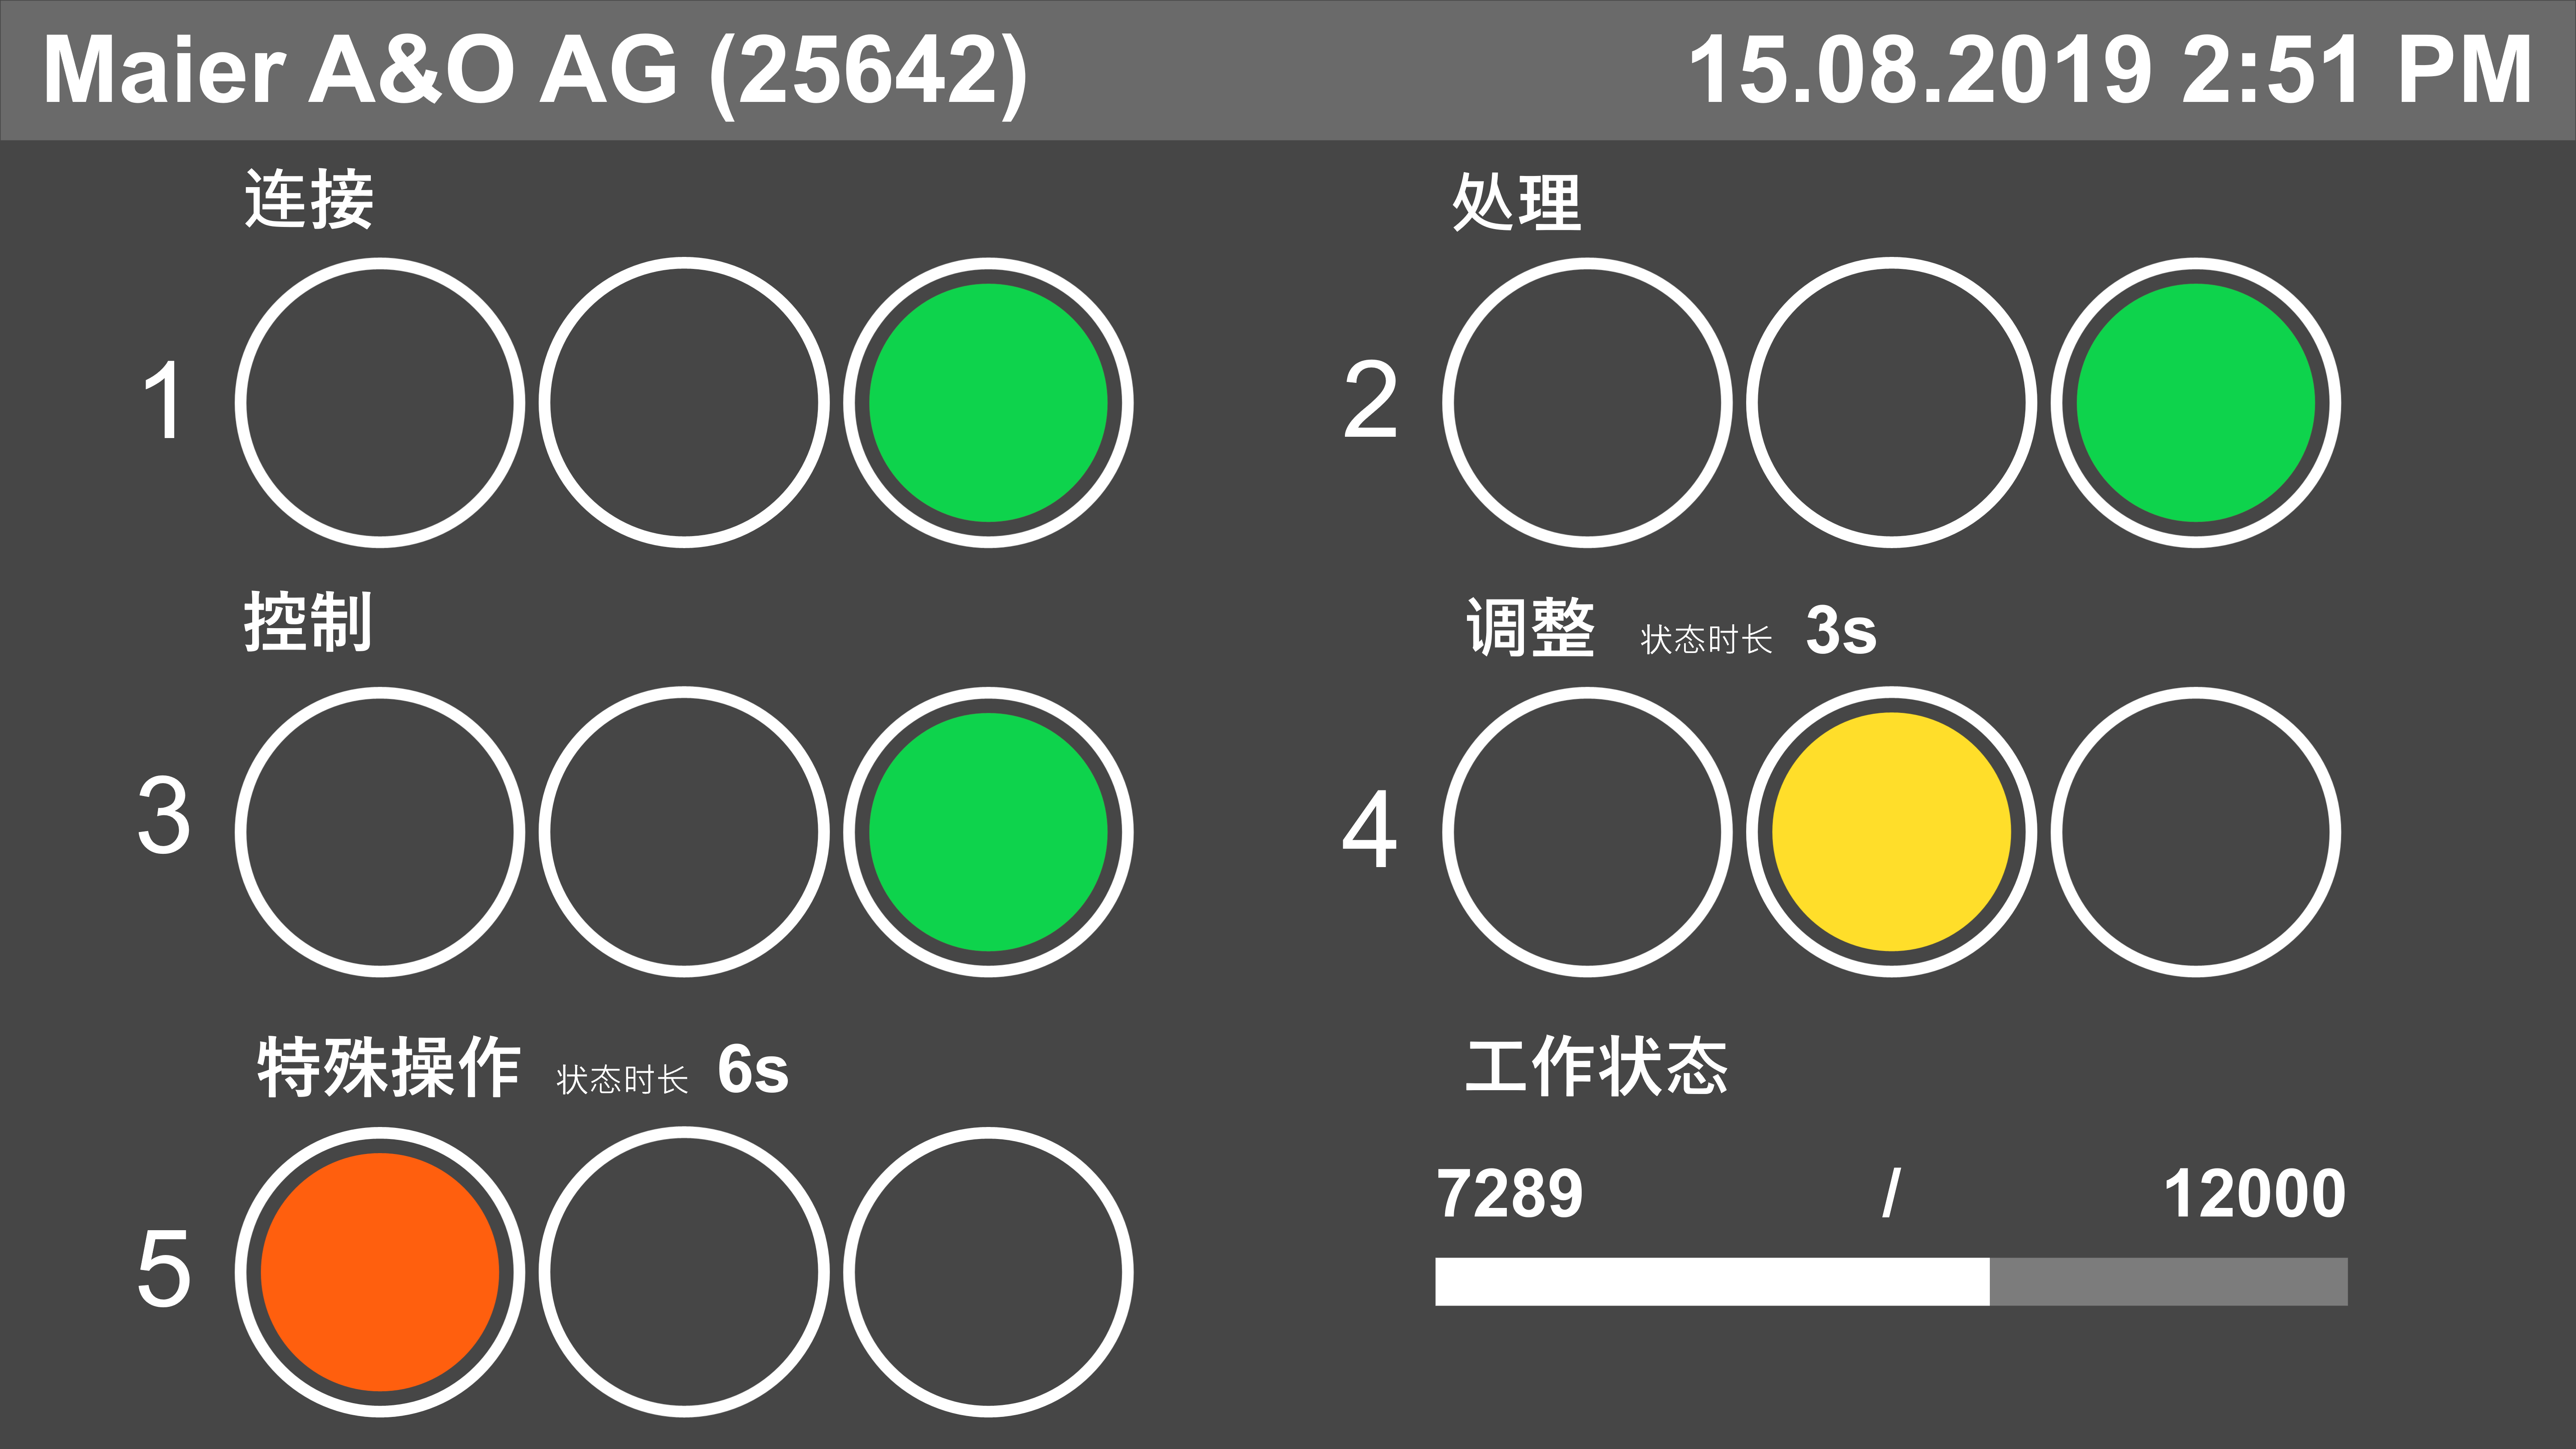 Maier A&O AG (25642) 15.08.2019 2:51 PM
连接
处理
1
2
控制
调整 状态时长 3s
3
4
特殊操作 状态时长 6s
工作状态
7289 / 12000
5